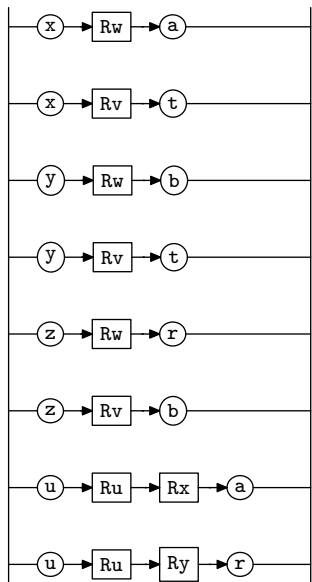 x Rw a
x Rv t
y Rw b
y Rv t
z Rw r
z Rv b
u Ru Rx a
u Ru Ry r